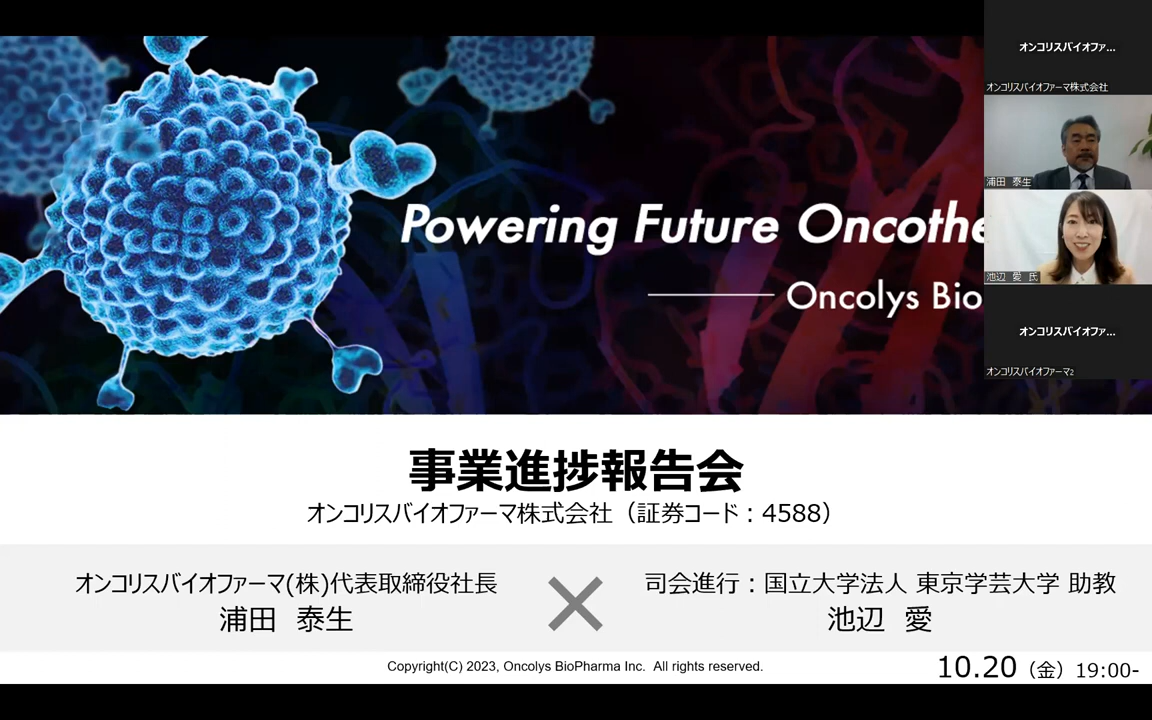 オンコリスバイオファ...
オンコリスバイオファーマ株式会社
浦田 泰生
池辺 愛 氏
オンコリスバイオファ...
オンコリスバイオファーマ2
Powering Future Oncothe
Oncolys Bio
事業進捗報告会
オンコリスバイオファーマ株式会社（証券コード：4588）
オンコリスバイオファーマ(株)代表取締役社長
浦田 泰生
×
司会進行：国立大学法人 東京学芸大学 助教
池辺 愛
Copyright(C) 2023, Oncolys BioPharma Inc. All rights reserved.
10.20（金）19:00-